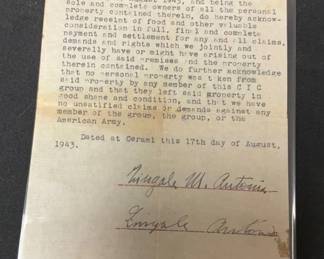 1943, and being the
sole and complete owners of all the personal
property contained therein, do hereby acknow-
ledge receipt of food and other valuable
consideration in full, final and complete
payment and settlement for any and all claims,
demands and rights which we jointly and
severally have or might have arising out of
the use of said premises and the property
therein contained. We do further acknowledge
that no personal property was taken from
said property by any member of this C I C
group and that they left said property in
good shape and condition, and that we have
no unsatified claims or demands against any
member of the group, the group, or the
American Army.
Dated at Cerami this 17th day of August,
1943.